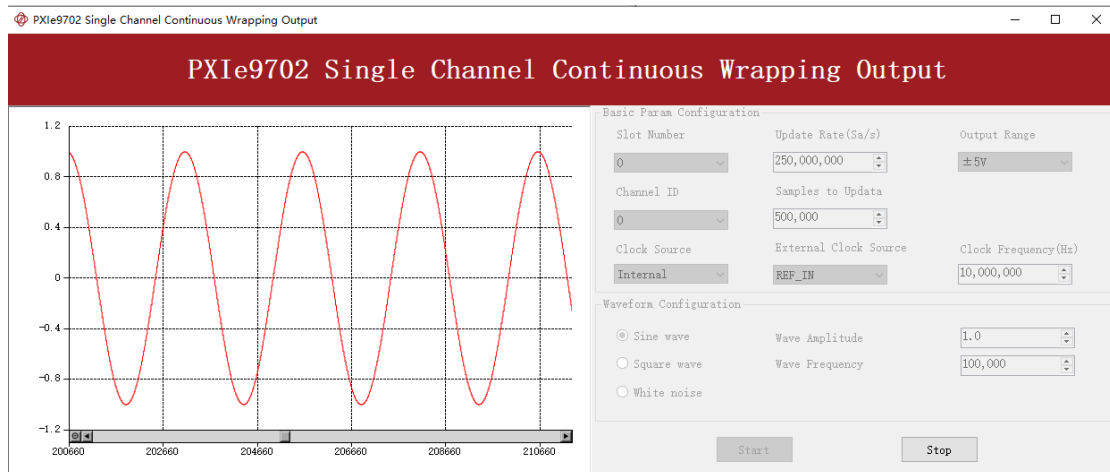 PXIe9702 Single Channel Continuous Wrapping Output
PXIe9702 Single Channel Continuous Wrapping Output
1.2
0.8
0.4
0
-0.4
-0.8
-1.2
200660 202660 204660 206660 208660 210660
Basic Param Configuration
Slot Number Update Rate(Sa/s) Output Range
0 250,000,000 ±5V
Channel ID Samples to Updata
0 500,000
Clock Source External Clock Source Clock Frequency(Hz)
Internal REF_IN 10,000,000
Waveform Configuration
Sine wave Wave Amplitude 1.0
Square wave Wave Frequency 100,000
White noise
Start Stop